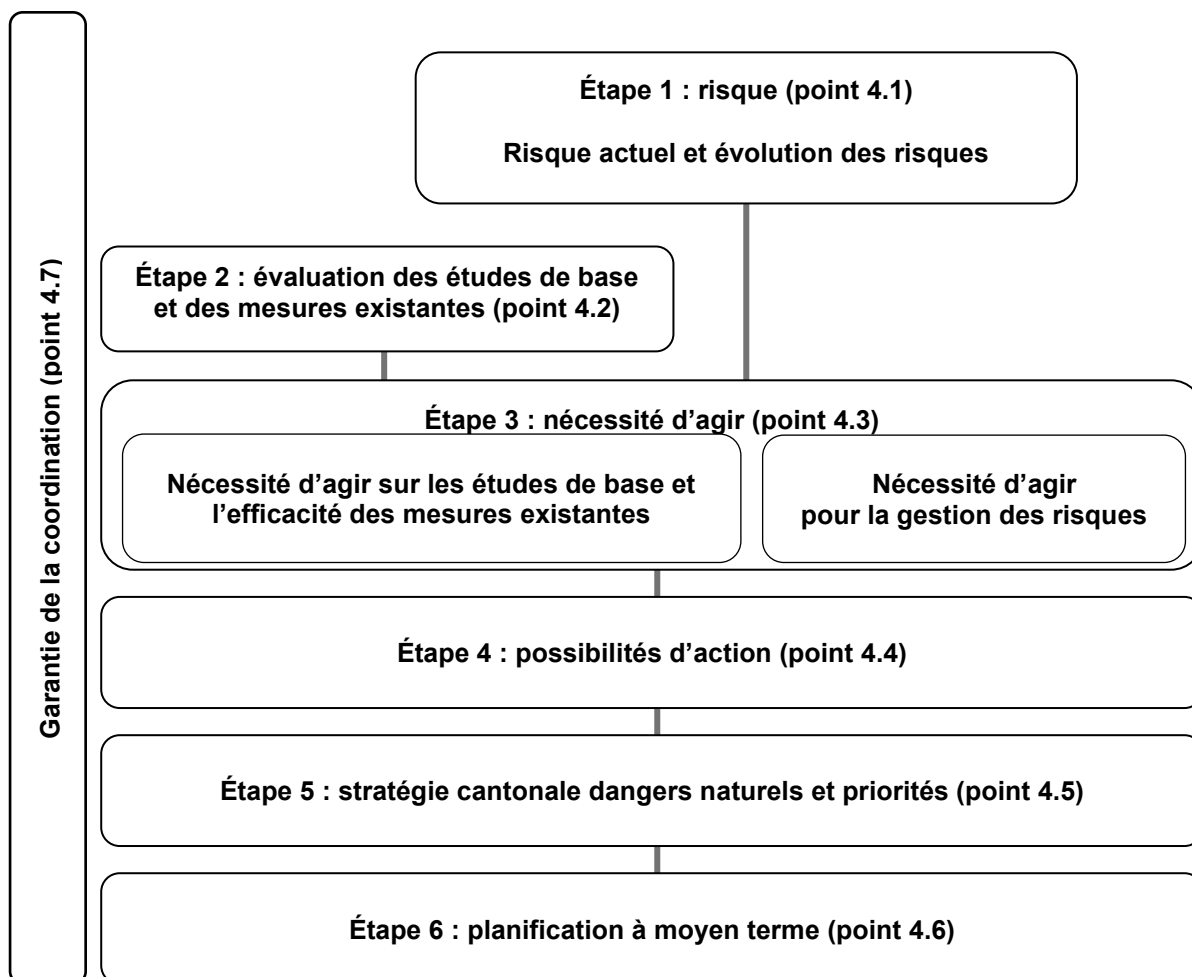 Garantie de la coordination (point 4.7)
Étape 1 : risque (point 4.1)
Risque actuel et évolution des risques
Étape 2 : évaluation des études de base
et des mesures existantes (point 4.2)
Étape 3 : nécessité d’agir (point 4.3)
Nécessité d’agir sur les études de base et
l’efficacité des mesures existantes
Nécessité d’agir
pour la gestion des risques
Étape 4 : possibilités d’action (point 4.4)
Étape 5 : stratégie cantonale dangers naturels et priorités (point 4.5)
Étape 6 : planification à moyen terme (point 4.6)